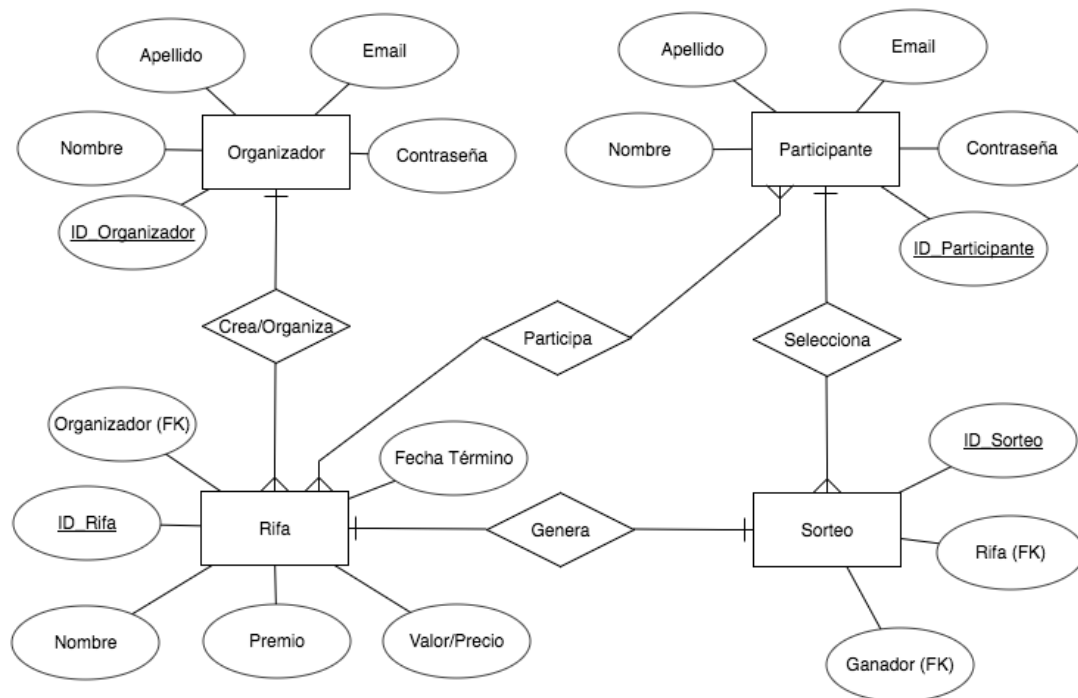 Apellido
Email
Nombre
Organizador
Contraseña
ID_Organizador
Apellido
Email
Nombre
Participante
Contraseña
ID_Participante
Crea/Organiza
Participa
Selecciona
Organizador (FK)
Fecha Término
ID_Rifa
Rifa
Nombre
Premio
Valor/Precio
Genera
ID_Sorteo
Sorteo
Rifa (FK)
Ganador (FK)